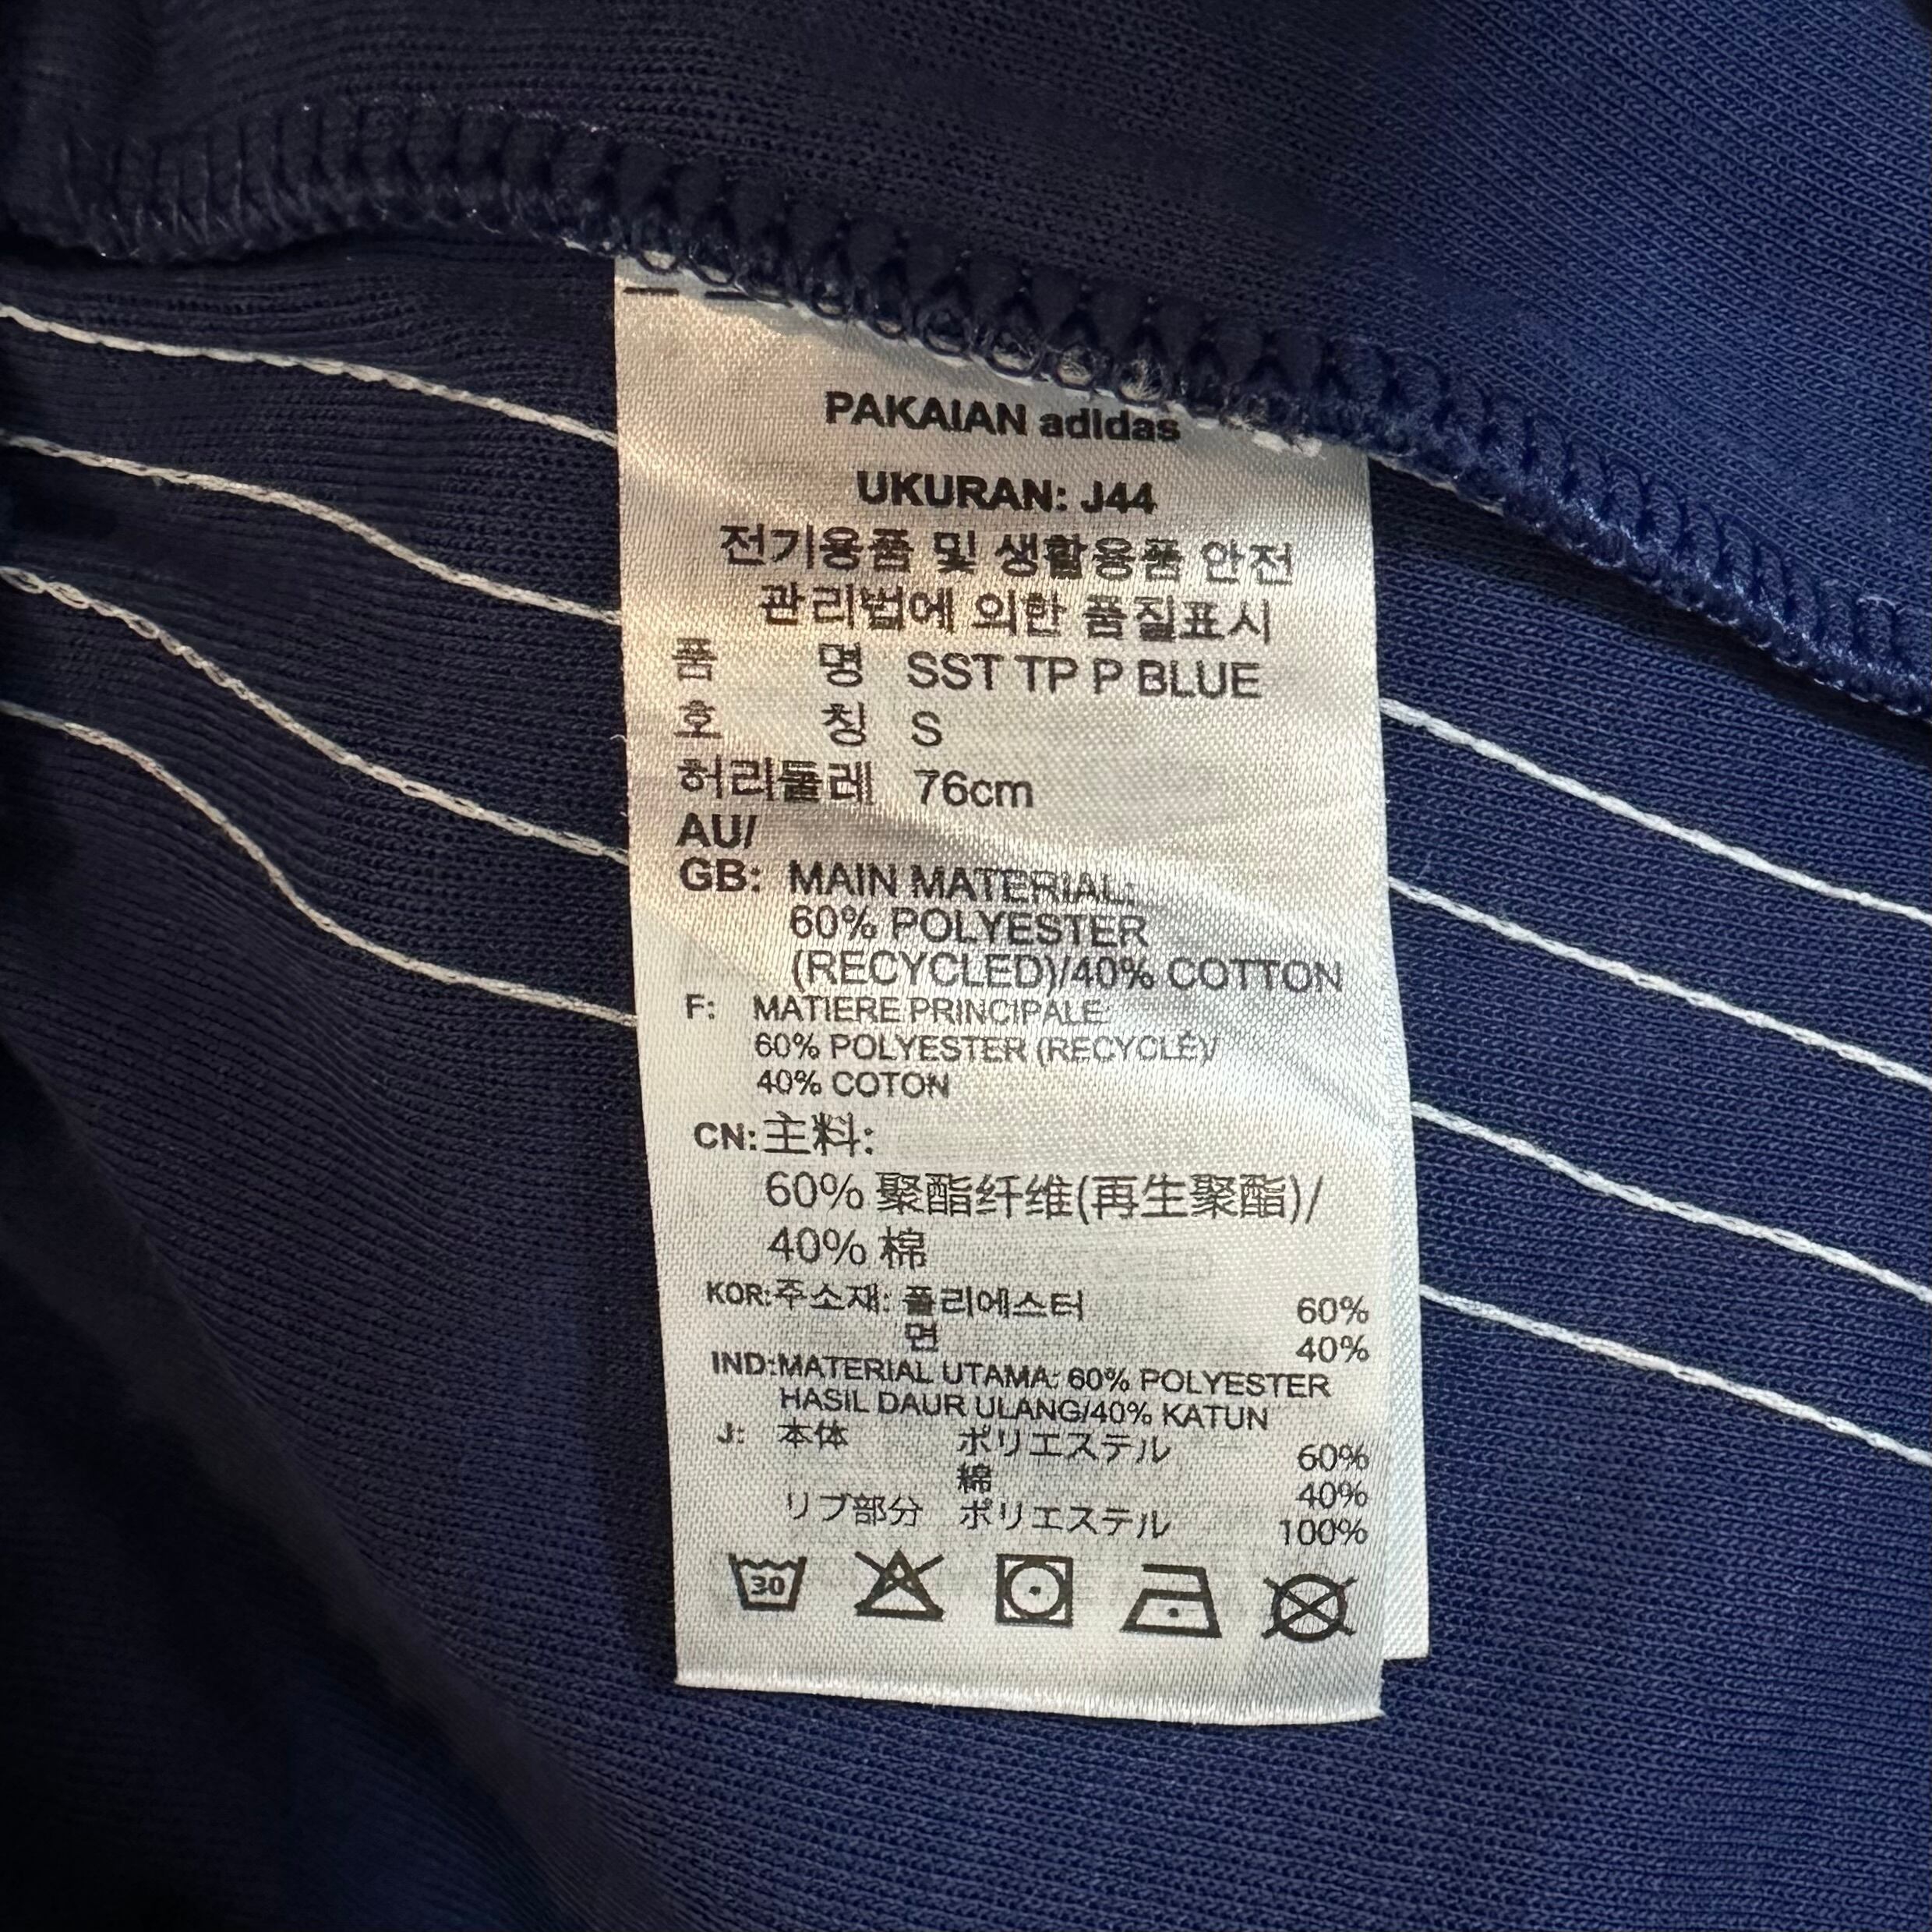 PAKAIAN adidas
UKURAN: J44
전기용품 및 생활용품 안전
관리법에 의한 품질표시
품 명 SST TP P BLUE
호 칭 S
허리둘레 76cm
AU/
GB: MAIN MATERIAL:
60% POLYESTER
(RECYCLED)/40% COTTON
F: MATIERE PRINCIPALE:
60% POLYESTER (RECYCLÉ)/
40% COTON
CN:主料:
60% 聚酯纤维(再生聚酯)/
40% 棉
KOR:주소재: 폴리에스터 60%
면 40%
IND:MATERIAL UTAMA: 60% POLYESTER
HASIL DAUR ULANG/40% KATUN
J: 本体 ポリエステル 60%
綿 40%
リブ部分 ポリエステル 100%
30